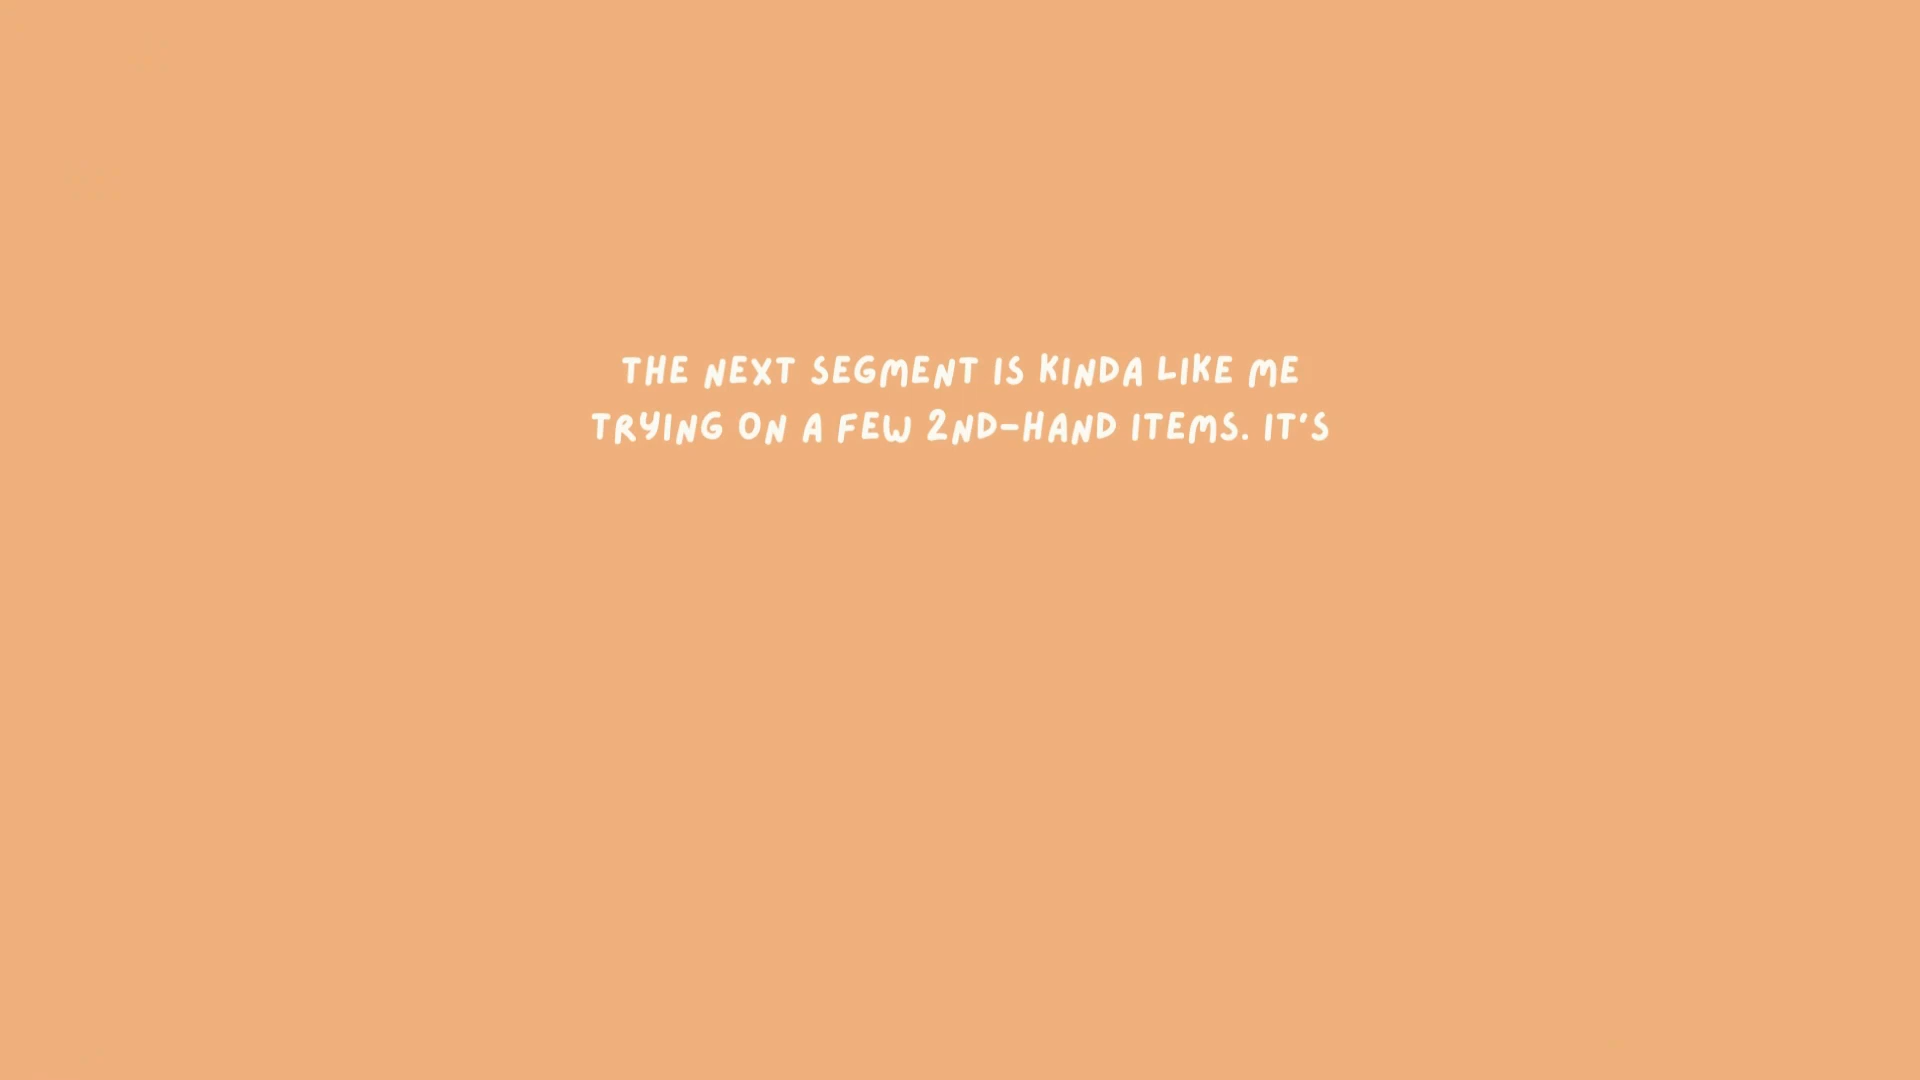 THE NEXT SEGMENT IS KINDA LIKE ME
TRYING ON A FEW 2ND-HAND ITEMS. IT'S